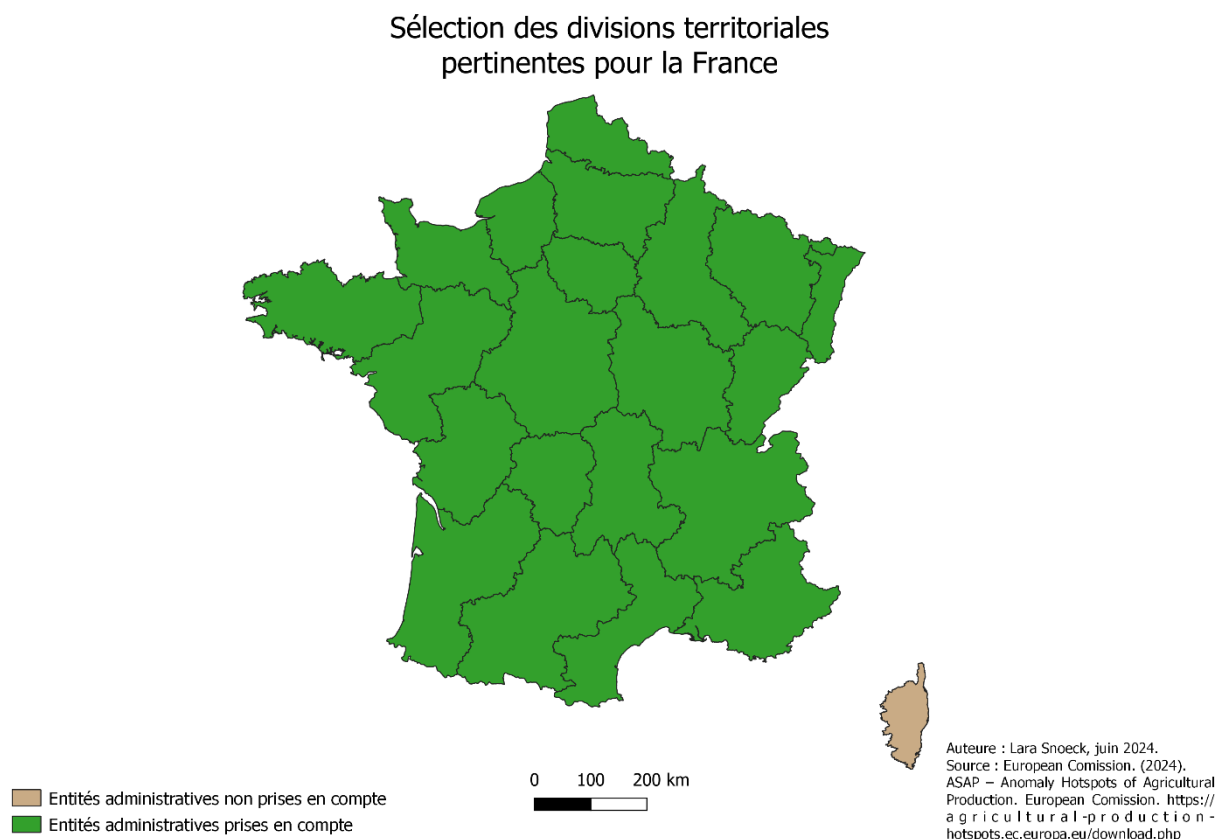 Sélection des divisions territoriales
pertinentes pour la France
0 100 200 km
Entités administratives non prises en compte
Entités administratives prises en compte
Auteure : Lara Snoeck, juin 2024.
Source : European Comission. (2024).
ASAP – Anomaly Hotspots of Agricultural
Production. European Comission. https://
agricultural-production-
hotspots.ec.europa.eu/download.php